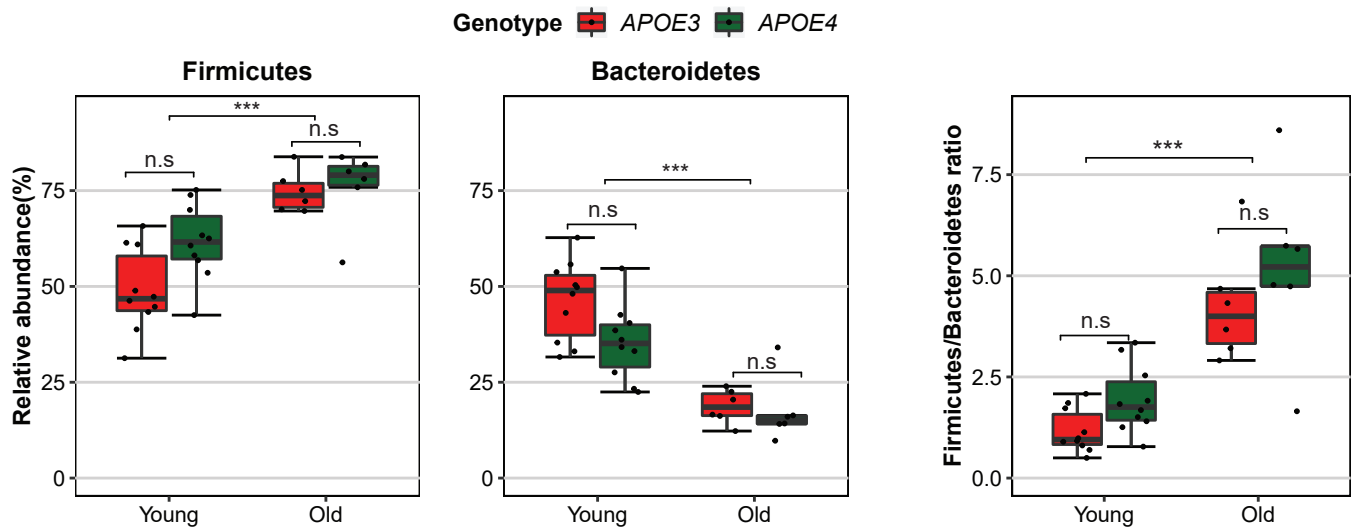 Genotype APOE3 APOE4
Firmicutes
Bacteroidetes
Relative abundance(%)
75
50
25
0
***
n.s
n.s
Young
Old
75
50
25
0
***
n.s
n.s
Young
Old
Firmicutes/Bacteroidetes ratio
7.5
5.0
2.5
0.0
***
n.s
n.s
Young
Old